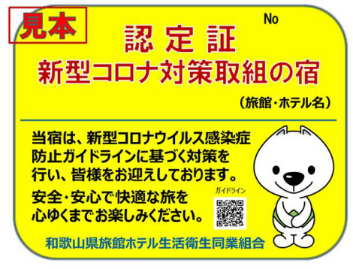 見本
No
認定証
新型コロナ対策取組の宿
（旅館・ホテル名）
当宿は、新型コロナウイルス感染症
防止ガイドラインに基づく対策を
行い、皆様をお迎えしております。
安全・安心で快適な旅を
心ゆくまでお楽しみください。
ガイドライン
和歌山県旅館ホテル生活衛生同業組合